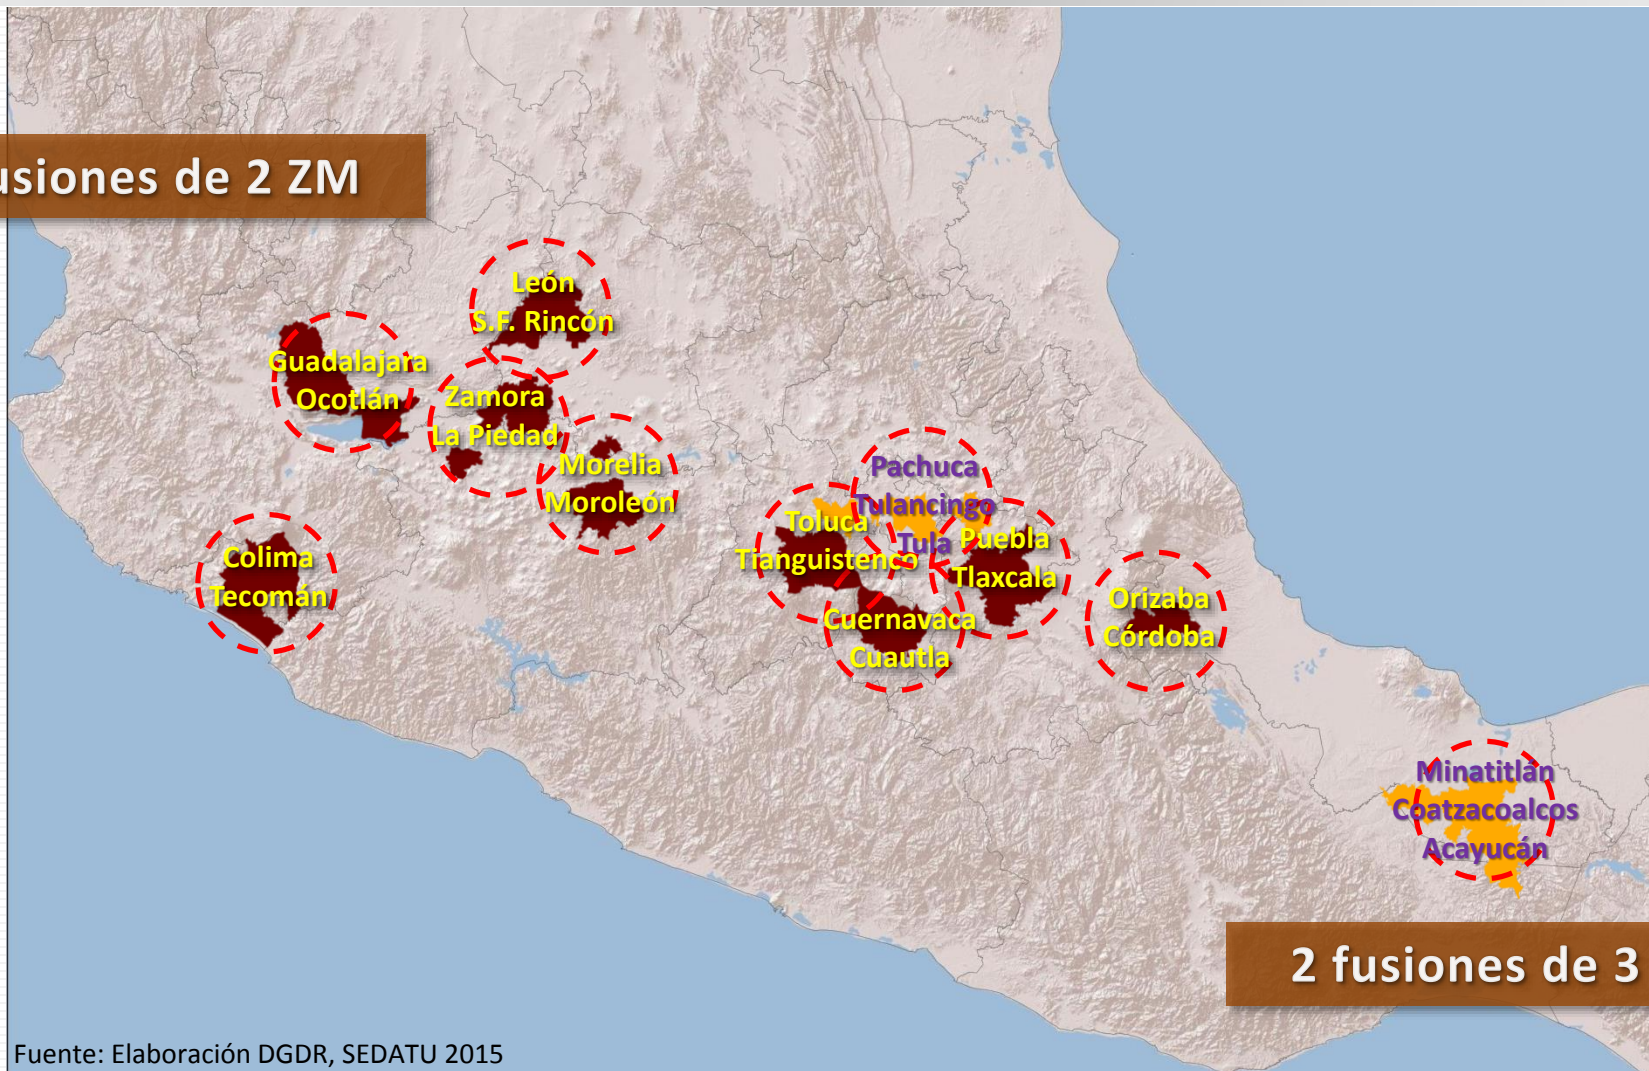 usiones de 2 ZM
León
S.F. Rincón
Guadalajara
Ocotlán
Zamora
La Piedad
Morelia
Moroleón
Colima
Tecomán
Pachuca
Tulancingo
Tula
Toluca
Tianguistenco
Puebla
Tlaxcala
Cuernavaca
Cuautla
Orizaba
Córdoba
Minatitlán
Coatzacoalcos
Acayucán
2 fusiones de 3
Fuente: Elaboración DGDR, SEDATU 2015